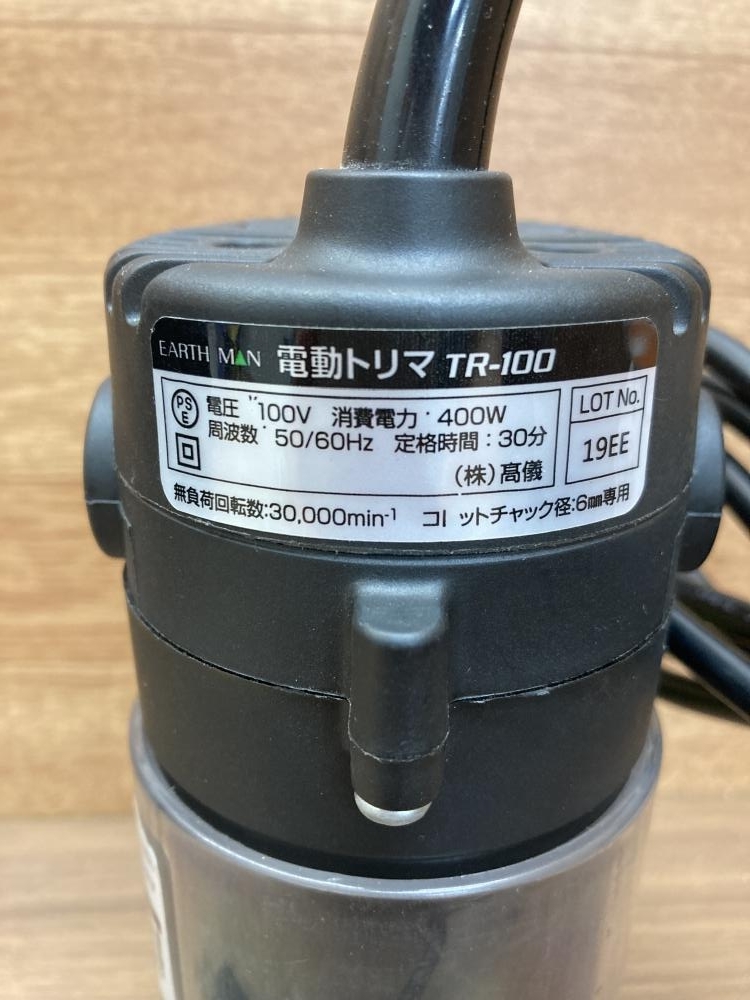 EARTH MAN 電動トリマ TR-100
PS E
電圧 : 100V 消費電力 : 400W
周波数 : 50/60Hz 定格時間 : 30分
(株)髙儀
LOT No.
19EE
無負荷回転数:30,000min-1 コレットチャック径:6mm専用